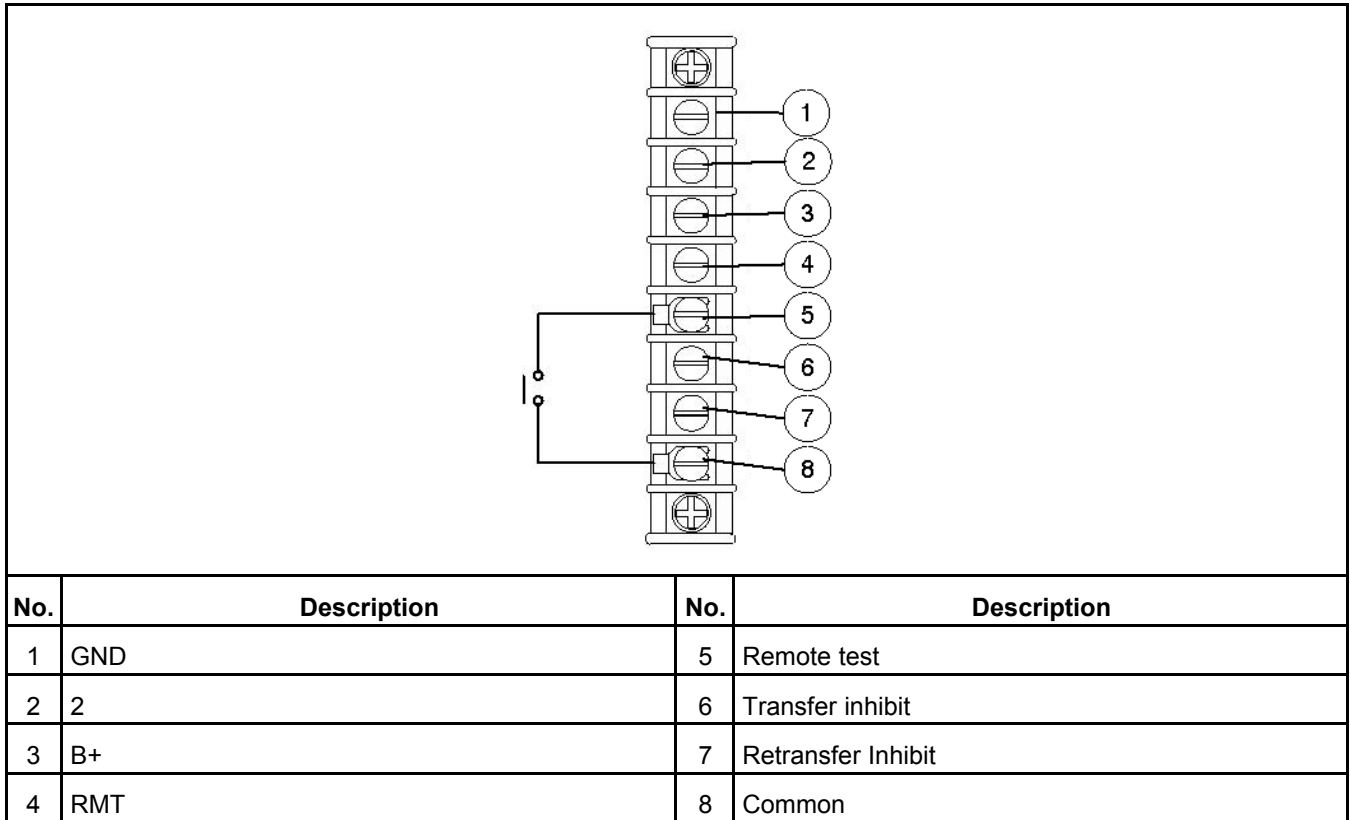 1
2
3
4
5
6
7
8
No. Description No. Description
1 GND 5 Remote test
2 2 6 Transfer inhibit
3 B+ 7 Retransfer Inhibit
4 RMT 8 Common